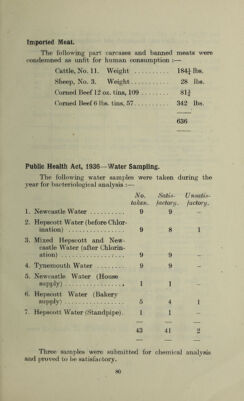 Imported Meat.
The following part carcases and banned meats were
condemned as unfit for human consumption :—
Cattle, No. 11. Weight .......... 184½ lbs.
Sheep, No. 3. Weight .......... 28 lbs.
Corned Beef 12 oz. tins, 109 ........ 81¾
Corned Beef 6 lbs. tins, 57 .......... 342 lbs.
636
Public Health Act, 1936—Water Sampling.
The following water samples were taken during the
year for bacteriological analysis :—
No. Satis- Unsatis-
taken. factory. factory.
1. Newcastle Water .......... 9 9 –
2. Hepscott Water (before Chlor-
ination) ................ 9 8 1
3. Mixed Hepscott and New-
castle Water (after Chlorin-
ation) .................. 9 9 –
4. Tynemouth Water ........ 9 9 –
5. Newcastle Water (House
supply) ................ 1 1 –
6. Hepscott Water (Bakery
supply) ................ 5 4 1
7. Hepscott Water (Standpipe). 1 1 –
43 41 2
Three samples were submitted for chemical analysis
and proved to be satisfactory.
80